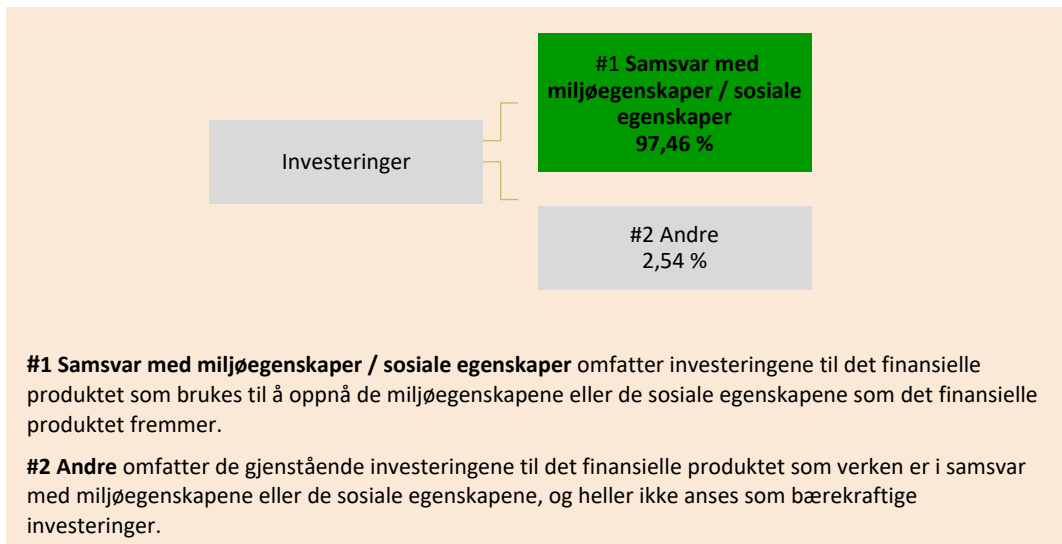 #1 Samsvar med
miljøegenskaper / sosiale
egenskaper
97,46 %
Investeringer
#2 Andre
2,54 %
#1 Samsvar med miljøegenskaper / sosiale egenskaper omfatter investeringene til det finansielle
produktet som brukes til å oppnå de miljøegenskapene eller de sosiale egenskapene som det finansielle
produktet fremmer.
#2 Andre omfatter de gjenstående investeringene til det finansielle produktet som verken er i samsvar
med miljøegenskapene eller de sosiale egenskapene, og heller ikke anses som bærekraftige
investeringer.